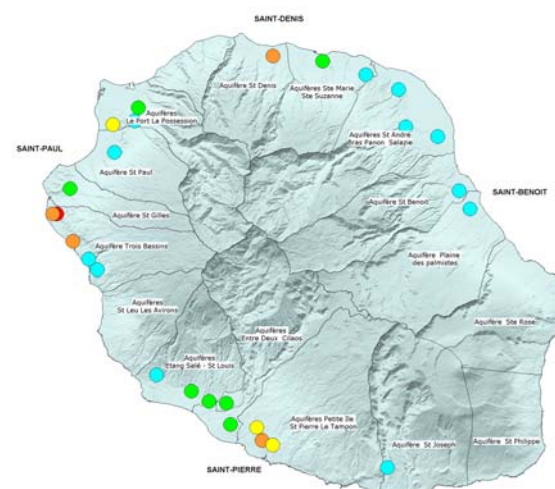 SAINT-DENIS
Aquifère St Denis
Aquifères Ste Marie
Ste Suzanne
Aquifères
Le Port La Possession
Aquifères St André
Bras Panon Salazie
SAINT-PAUL
Aquifère St Paul
SAINT-BENOIT
Aquifère St Benoit
Aquifère St Gilles
Aquifère Trois Bassins
Aquifère Plaine
des palmistes
Aquifères
St Leu Les Avirons
Aquifère Ste Rose
Aquifères
Entre Deux Cilaos
Aquifères
Etang Salé - St Louis
Aquifères Petite Ile
St Pierre Le Tampon
Aquifère St Joseph
Aquifère St Philippe
SAINT-PIERRE